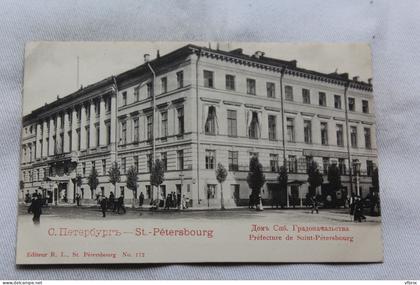 С. Петербургъ — St.-Pétersbourg
Домъ Спб. Градоначальства
Préfecture de Saint-Pétersbourg
Editeur R. L., St. Pétersbourg No. 172